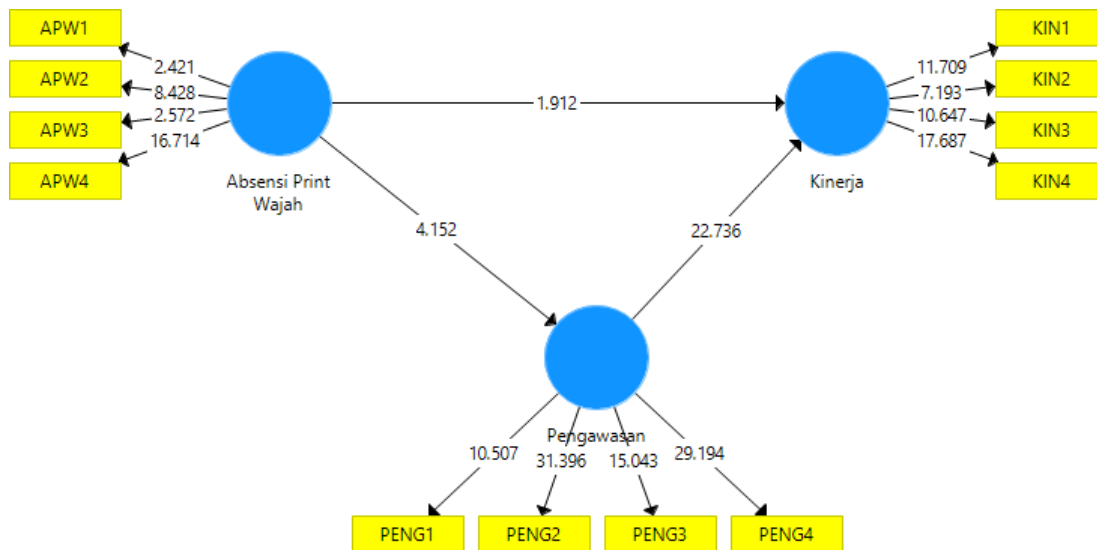 APW1
APW2
APW3
APW4
2.421
8.428
2.572
16.714
Absensi Print
Wajah
1.912
4.152
22.736
Kinerja
11.709
7.193
10.647
17.687
KIN1
KIN2
KIN3
KIN4
Pengawasan
10.507
31.396
15.043
29.194
PENG1
PENG2
PENG3
PENG4